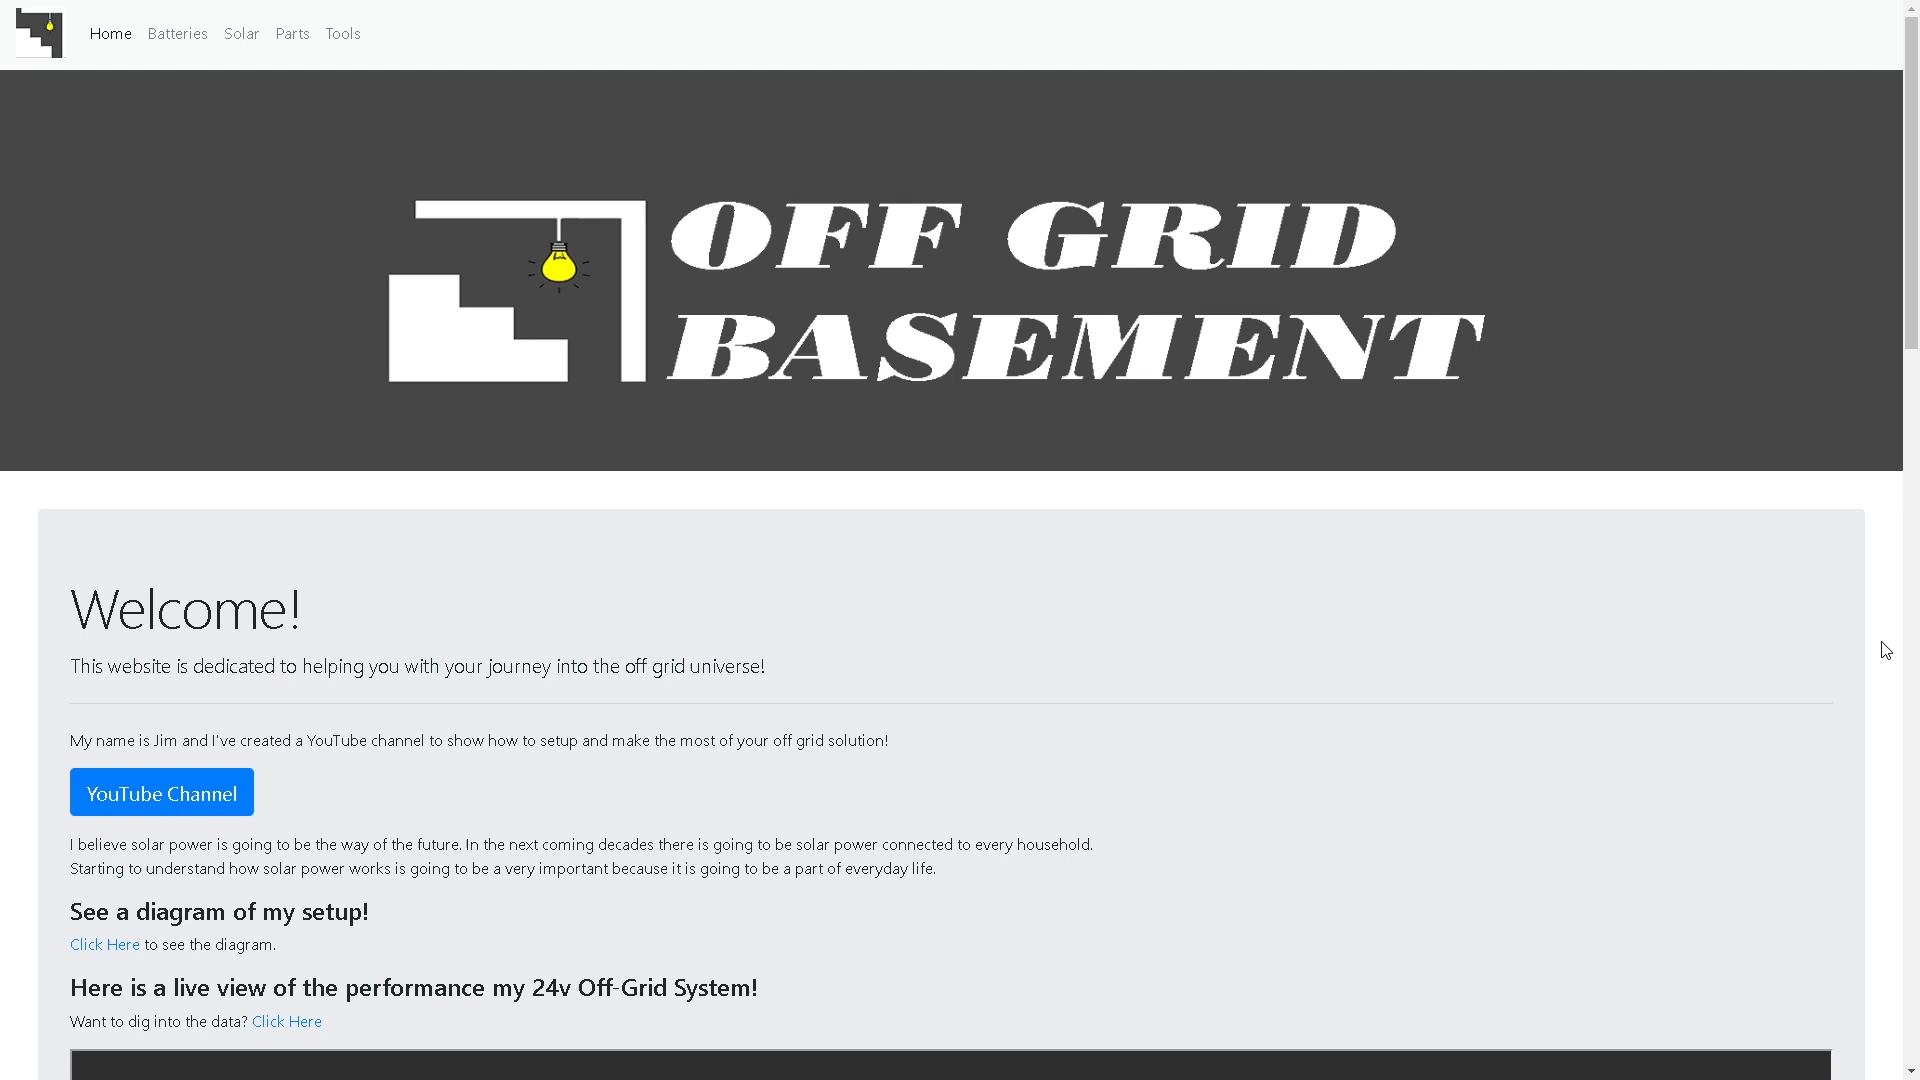 Home Batteries Solar Parts Tools
OFF GRID
BASEMENT
Welcome!
This website is dedicated to helping you with your journey into the off grid universe!
My name is Jim and I've created a YouTube channel to show how to setup and make the most of your off grid solution!
YouTube Channel
I believe solar power is going to be the way of the future. In the next coming decades there is going to be solar power connected to every household.
Starting to understand how solar power works is going to be a very important because it is going to be a part of everyday life.
See a diagram of my setup!
Click Here to see the diagram.
Here is a live view of the performance my 24v Off-Grid System!
Want to dig into the data? Click Here